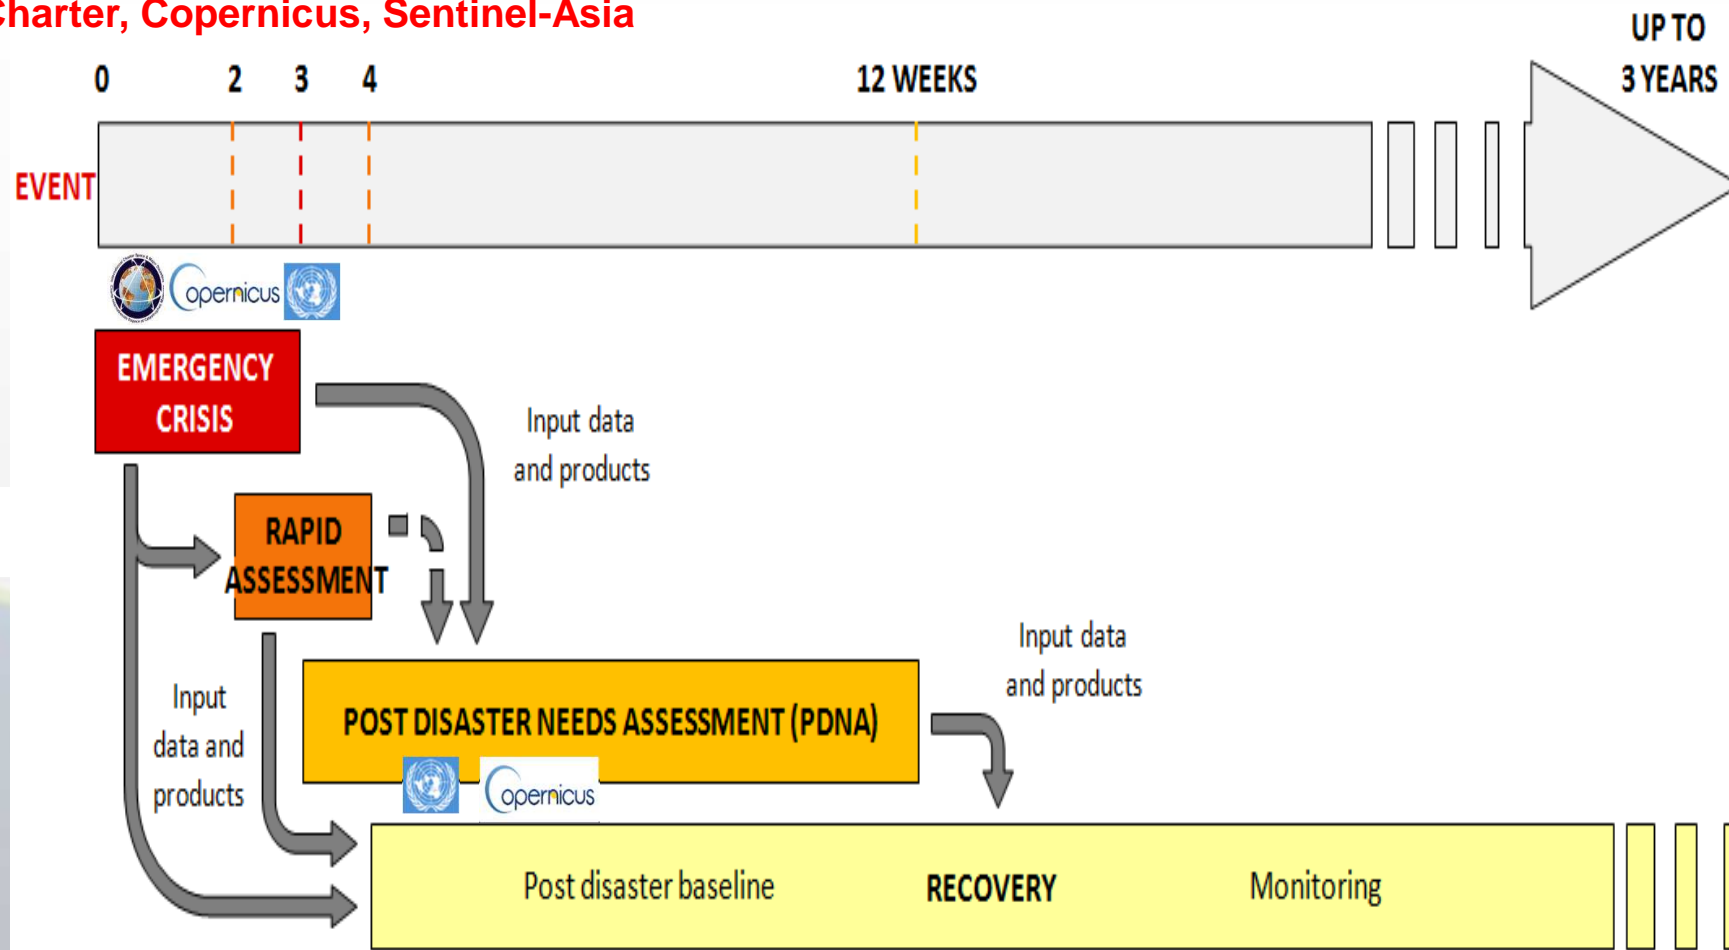 Charter, Copernicus, Sentinel-Asia
UP TO
3 YEARS
0 2 3 4 12 WEEKS
EVENT
opernicus
EMERGENCY
CRISIS
Input data
and products
RAPID
ASSESSMENT
Input data
and products
Input
data and
products
POST DISASTER NEEDS ASSESSMENT (PDNA)
opernicus
Post disaster baseline RECOVERY Monitoring